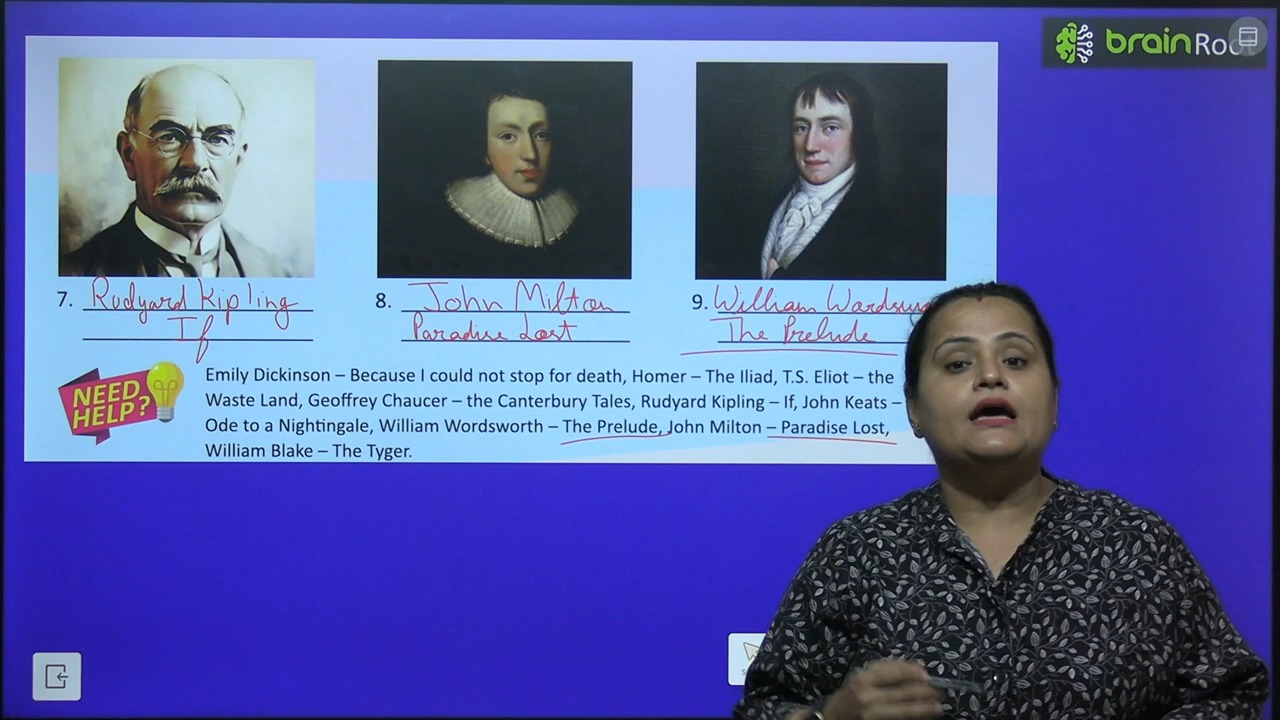 brainRoot
7. Rudyard Kipling
If
8. John Milton
Paradise Lost
9. William
The Prelude
NEED
HELP?
Emily Dickinson – Because I could not stop for death, Homer – The Iliad, T.S. Eliot – the
Waste Land, Geoffrey Chaucer – the Canterbury Tales, Rudyard Kipling – If, John Keats –
Ode to a Nightingale, William Wordsworth – The Prelude, John Milton – Paradise Lost,
William Blake – The Tyger.